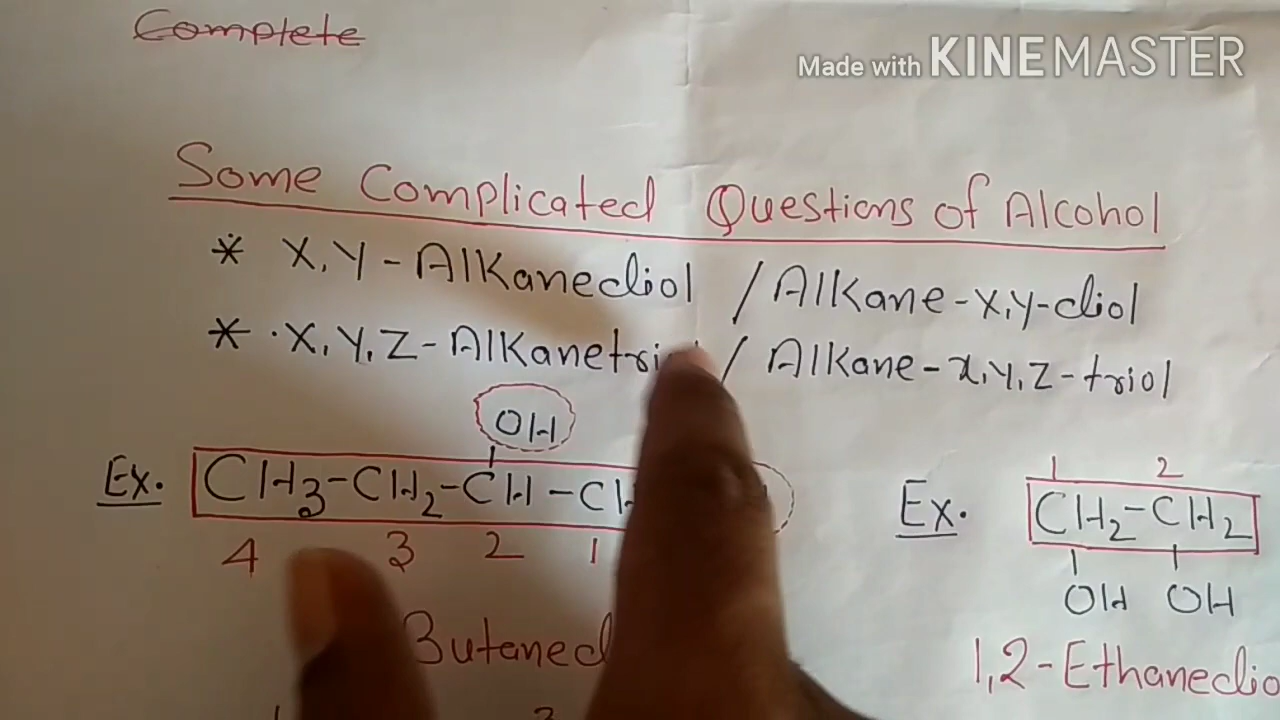 Complete
Made with KINEMASTER
Some Complicated Questions of Alcohol
* X,Y-Alkanediol / Alkane-X,Y-diol
* X,Y,Z-Alkanetri / Alkane-X,Y,Z-triol
OH
Ex. CH3-CH2-CH-C
4 3 2 1
Ex. 1 2
CH2-CH2
OH OH
Butaned
1,2-Ethanedio